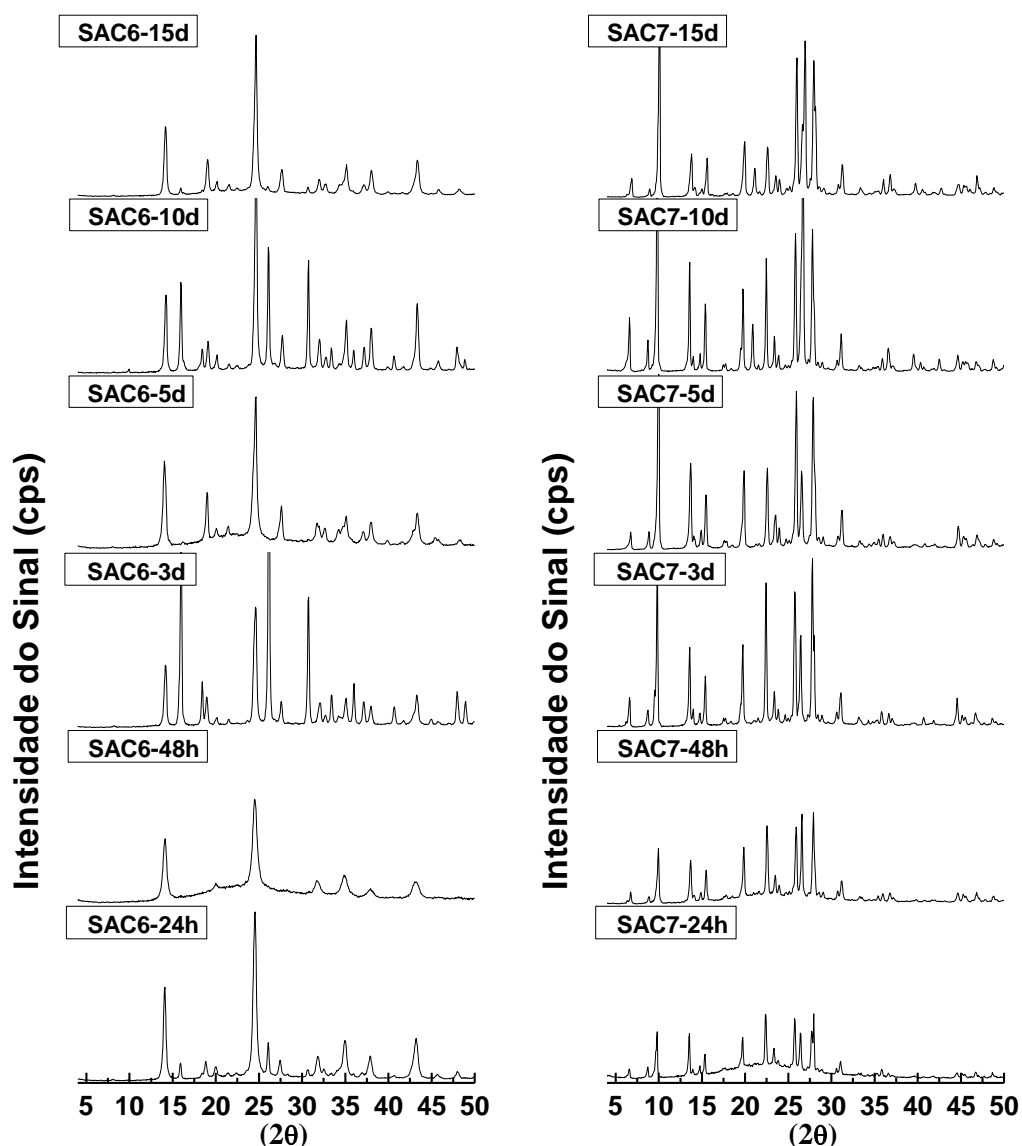 SAC6-15d
SAC6-10d
SAC6-5d
SAC6-3d
SAC6-48h
SAC6-24h
Intensidade do Sinal (cps)
5 10 15 20 25 30 35 40 45 50
(2θ)
SAC7-15d
SAC7-10d
SAC7-5d
SAC7-3d
SAC7-48h
SAC7-24h
Intensidade do Sinal (cps)
5 10 15 20 25 30 35 40 45 50
(2θ)